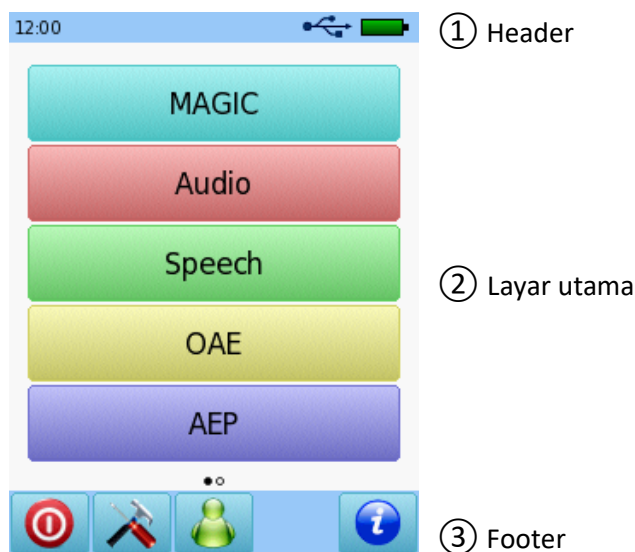 12:00
① Header
MAGIC
Audio
Speech
② Layar utama
OAE
AEP
③ Footer